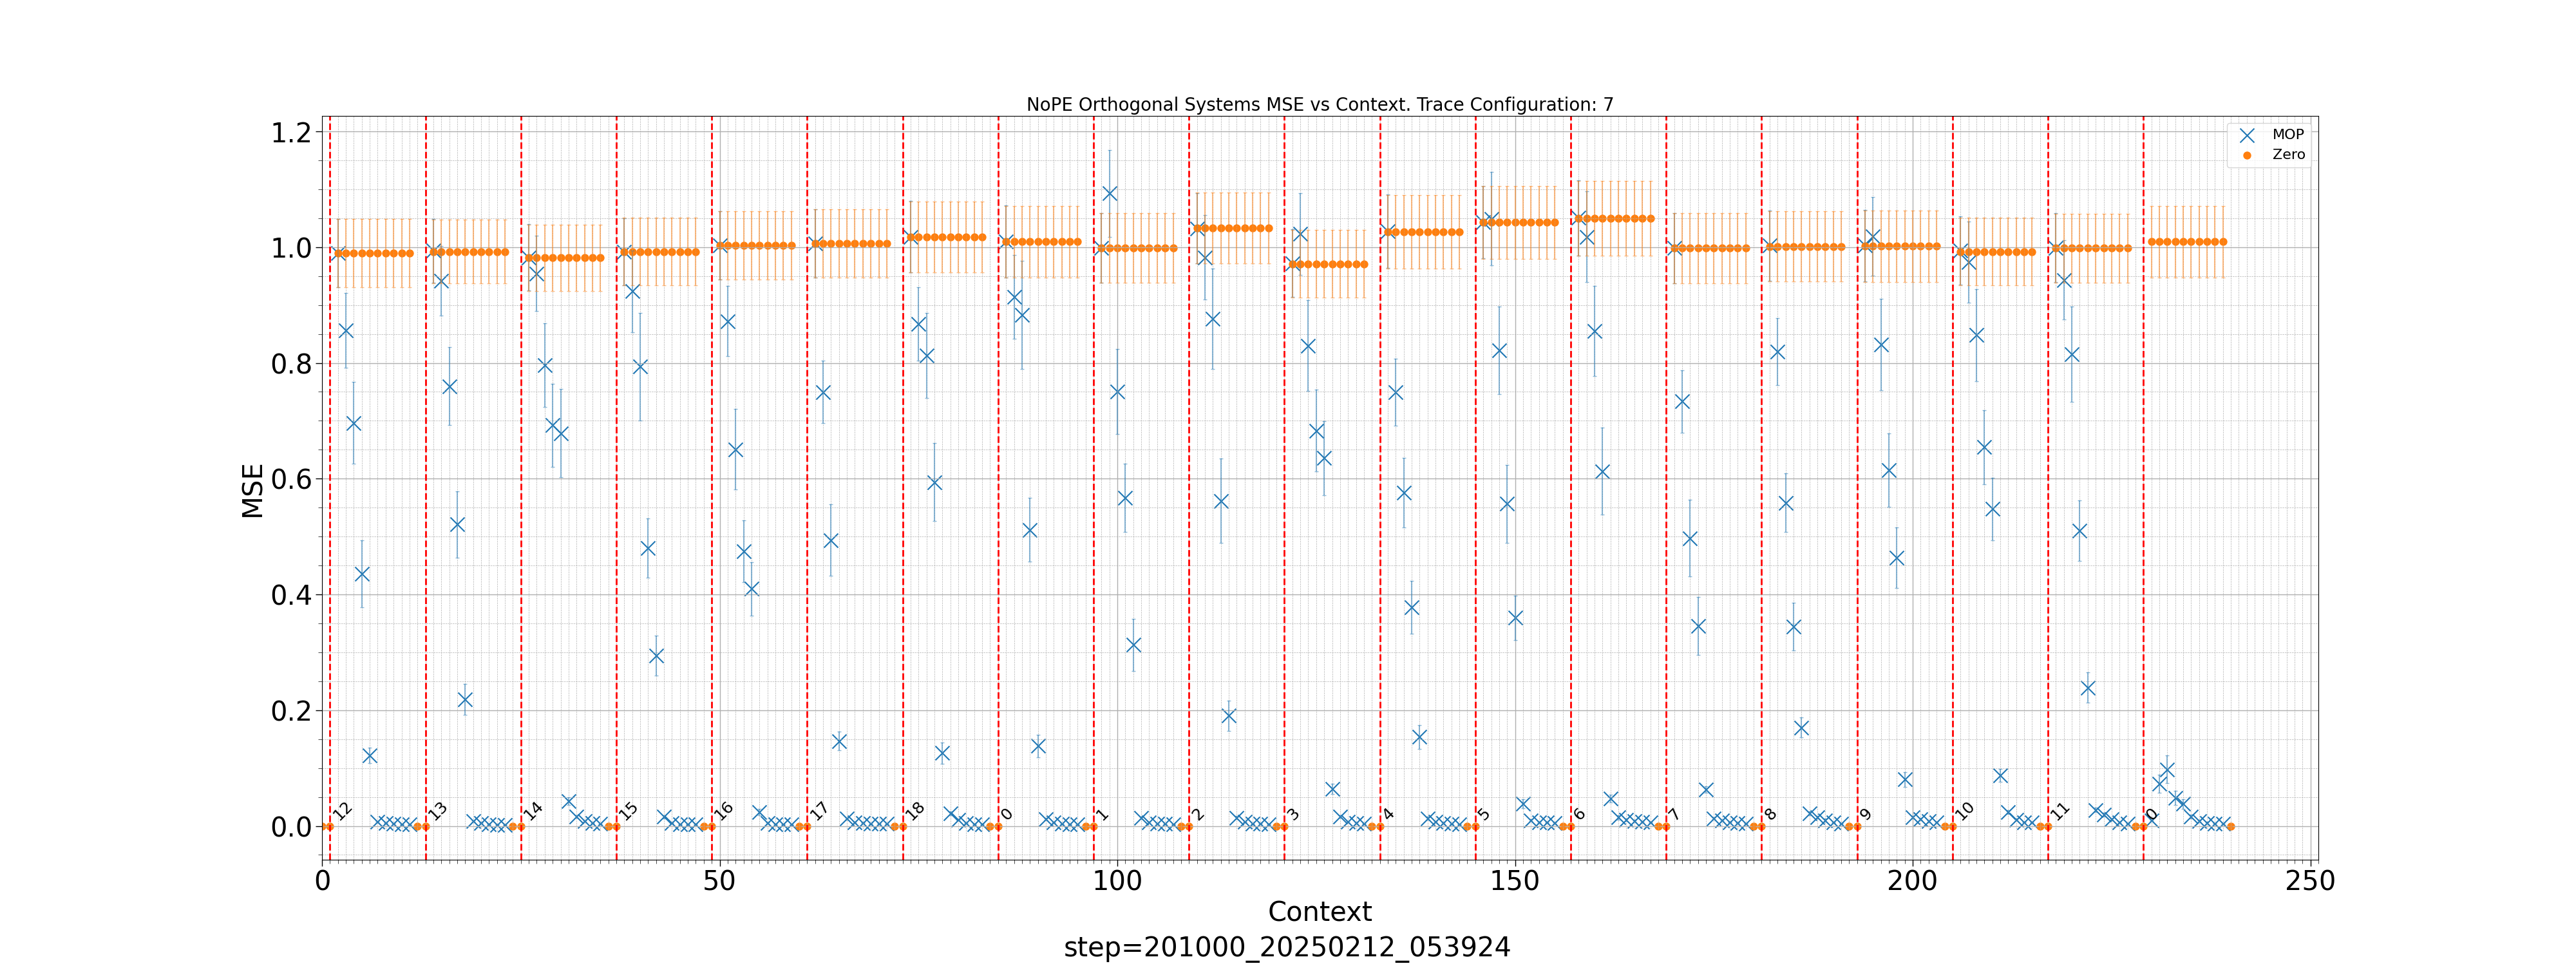 NoPE Orthogonal Systems MSE vs Context. Trace Configuration: 7
MOP
Zero
MSE
1.2
1.0
0.8
0.6
0.4
0.2
0.0
12 13 14 15 16 17 18 0 1 2 3 4 5 6 7 8 9 10 11 0
0 50 100 150 200 250
Context
step=201000_20250212_053924